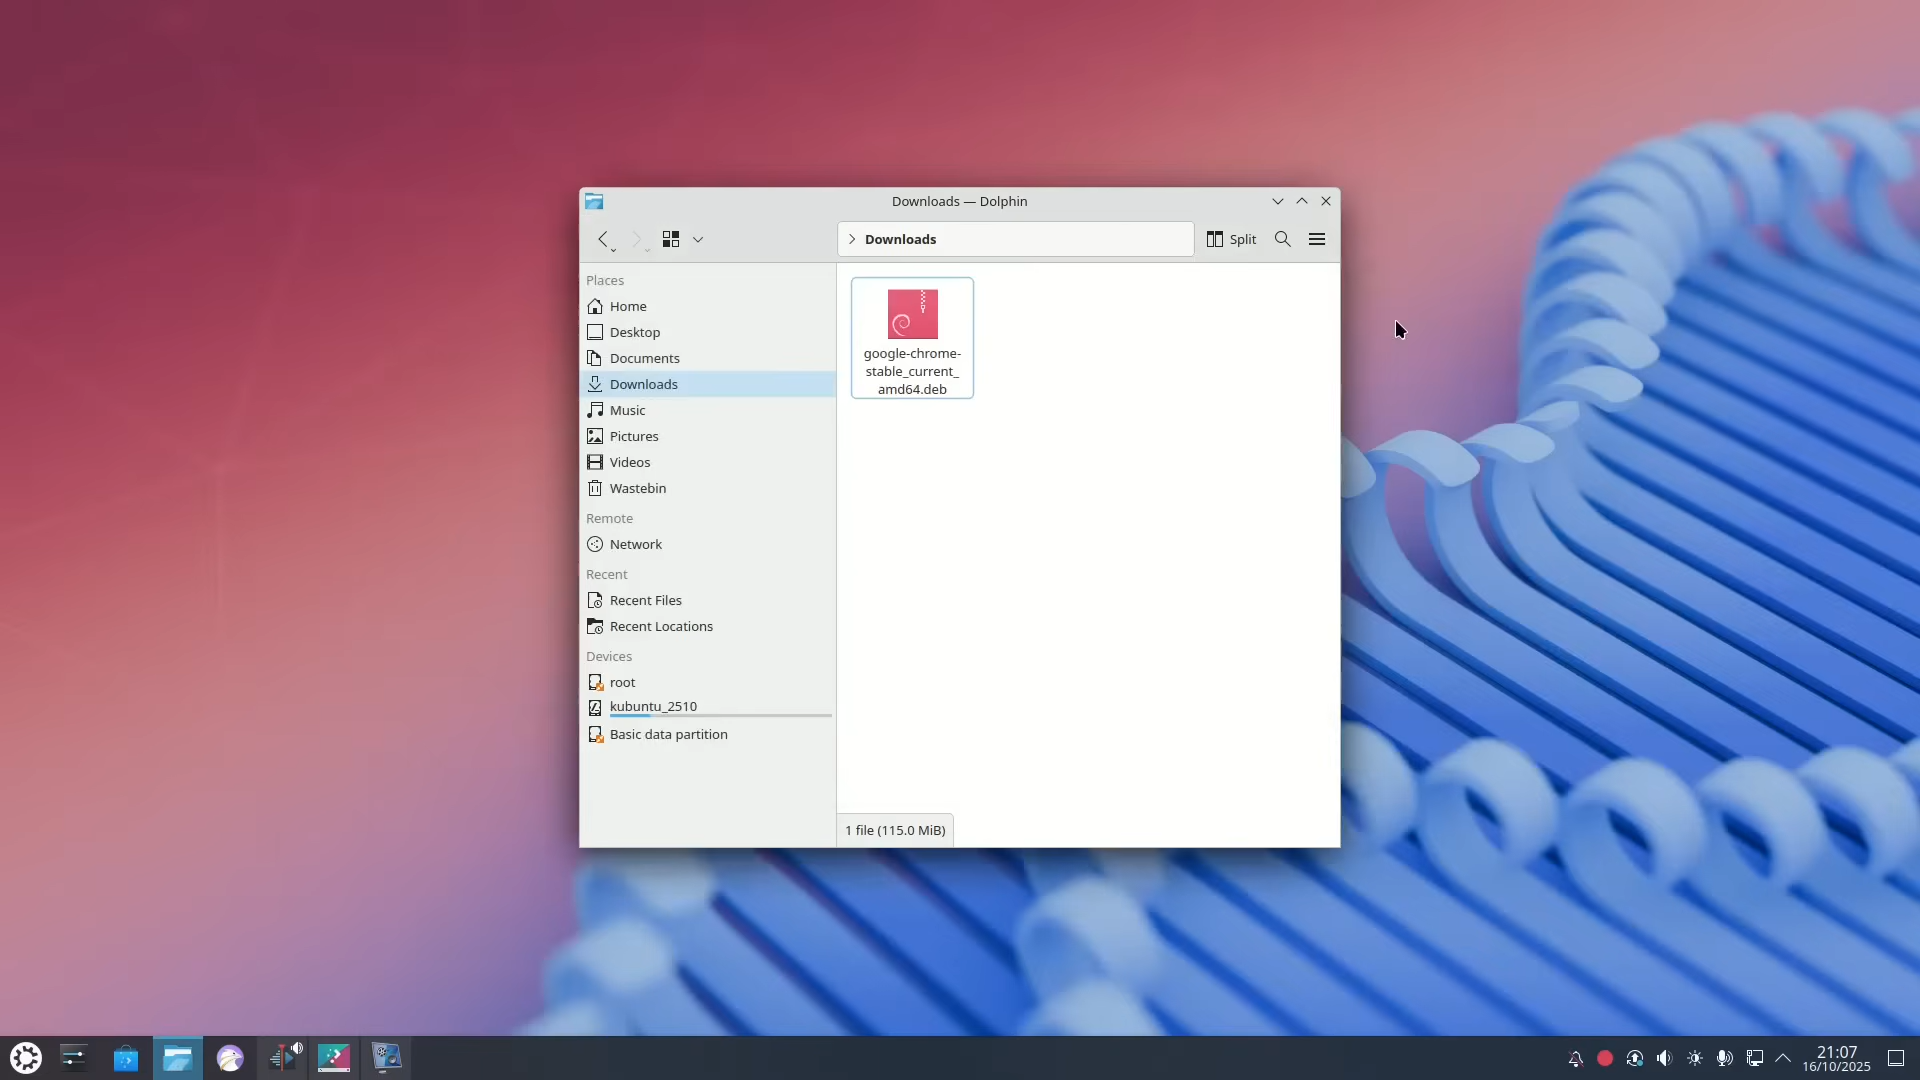 Downloads — Dolphin
Downloads
Split
Places
Home
Desktop
Documents
Downloads
Music
Pictures
Videos
Wastebin
Remote
Network
Recent
Recent Files
Recent Locations
Devices
root
kubuntu_2510
Basic data partition
google-chrome-
stable_current_
amd64.deb
1 file (115.0 MiB)
21:07
16/10/2025